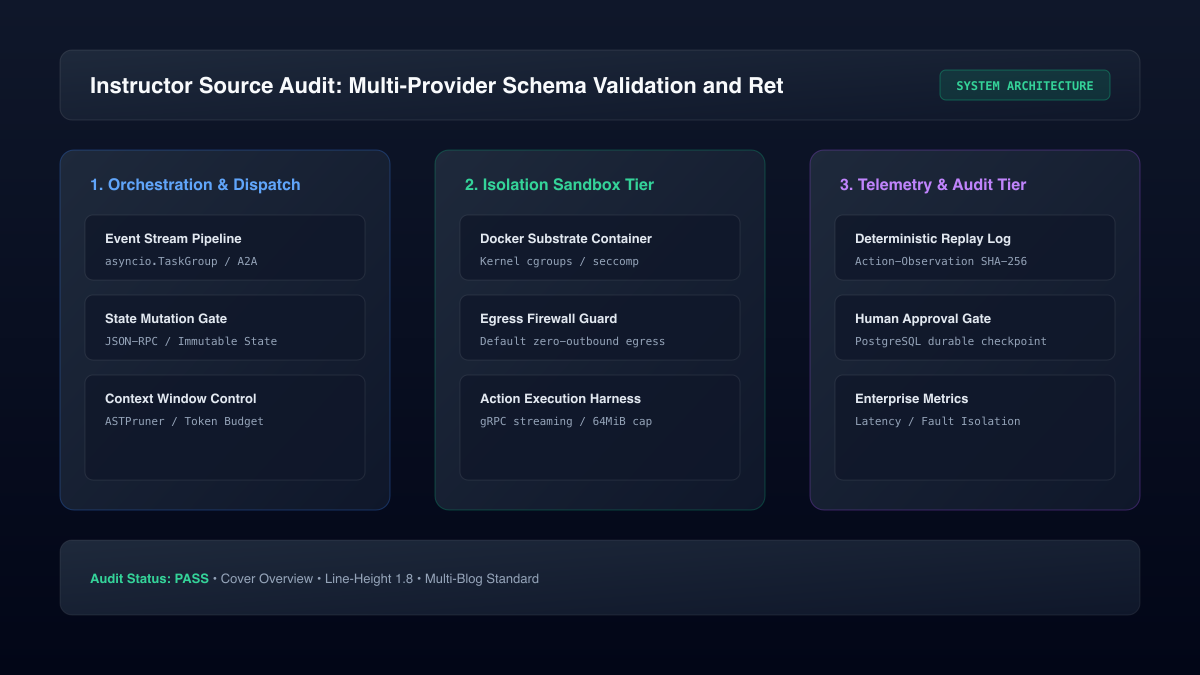 Instructor Source Audit: Multi-Provider Schema Validation and Ret
SYSTEM ARCHITECTURE
1. Orchestration & Dispatch
Event Stream Pipeline
asyncio.TaskGroup / A2A
State Mutation Gate
JSON−RPC / Immutable State
Context Window Control
ASTPruner / Token Budget
2. Isolation Sandbox Tier
Docker Substrate Container
Kernel cgroups / seccomp
Egress Firewall Guard
Default zero−outbound egress
Action Execution Harness
gRPC streaming / 64MiB cap
3. Telemetry & Audit Tier
Deterministic Replay Log
Action−Observation SHA−256
Human Approval Gate
PostgreSQL durable checkpoint
Enterprise Metrics
Latency / Fault Isolation
Audit Status: PASS • Cover Overview • Line-Height 1.8 • Multi-Blog Standard